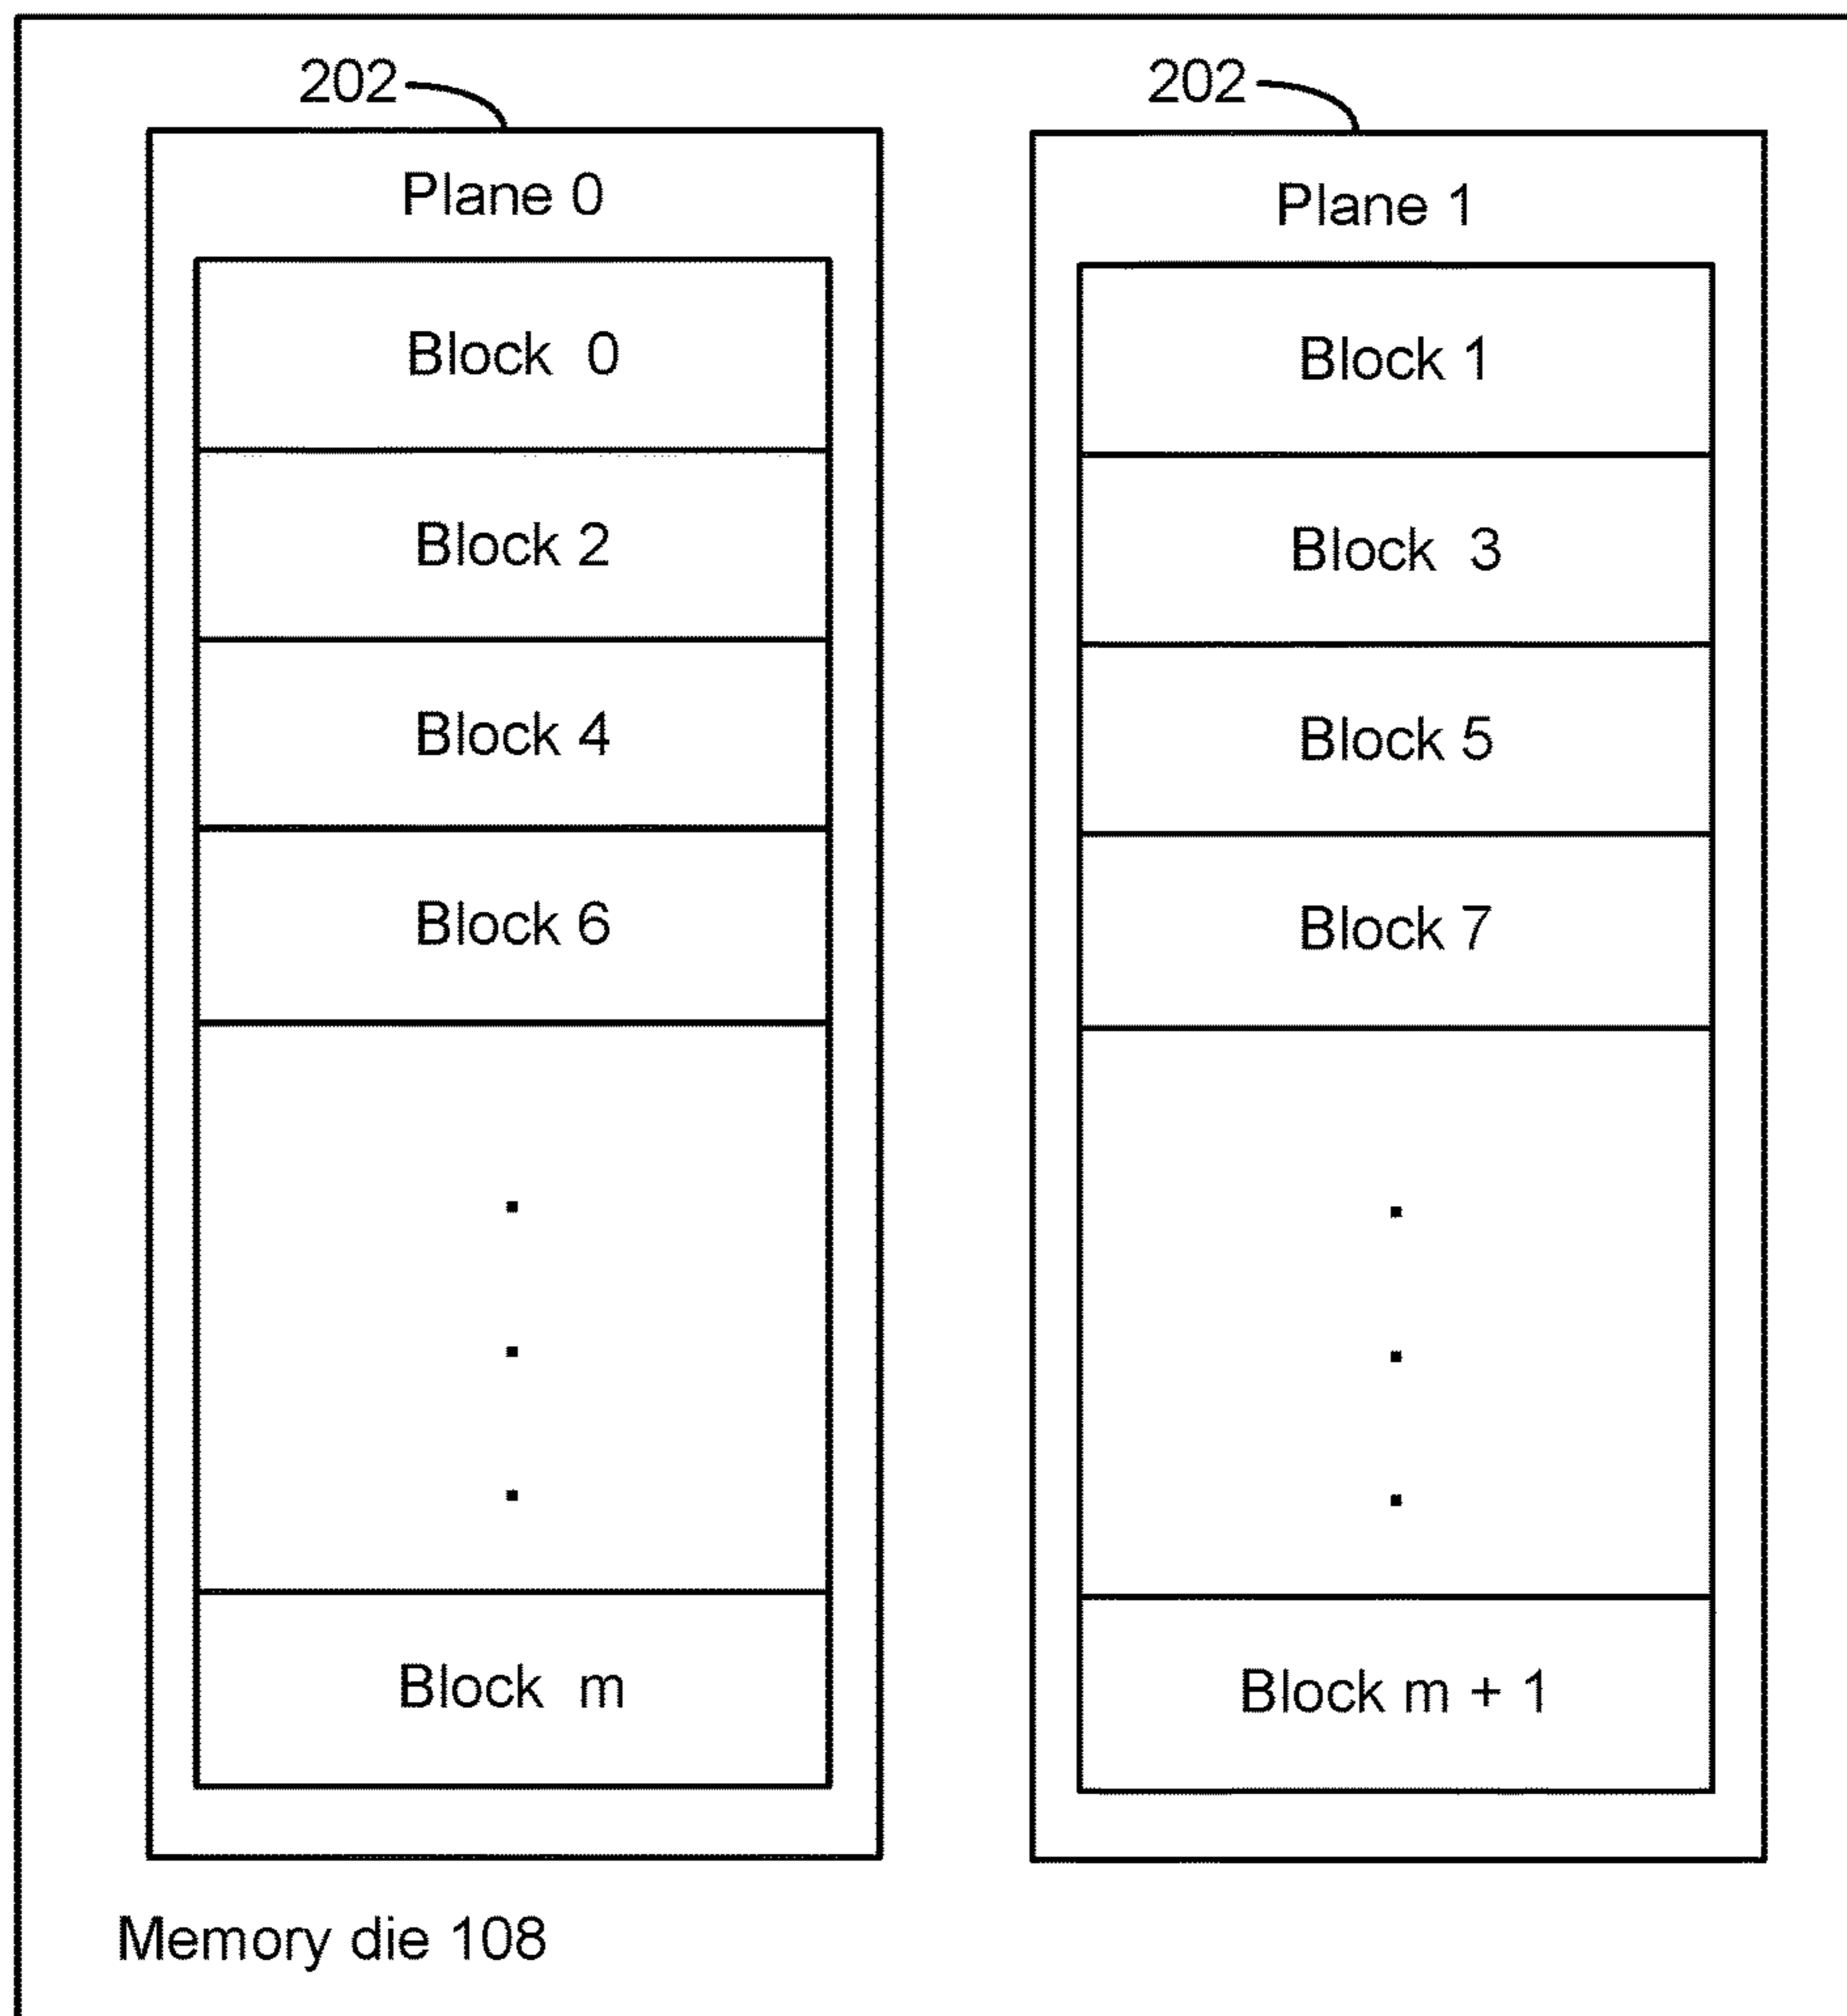 202
202
Plane 0
Plane 1
Block 0
Block 1
Block 2
Block 3
Block 4
Block 5
Block 6
Block 7
Block m
Block m + 1
Memory die 108